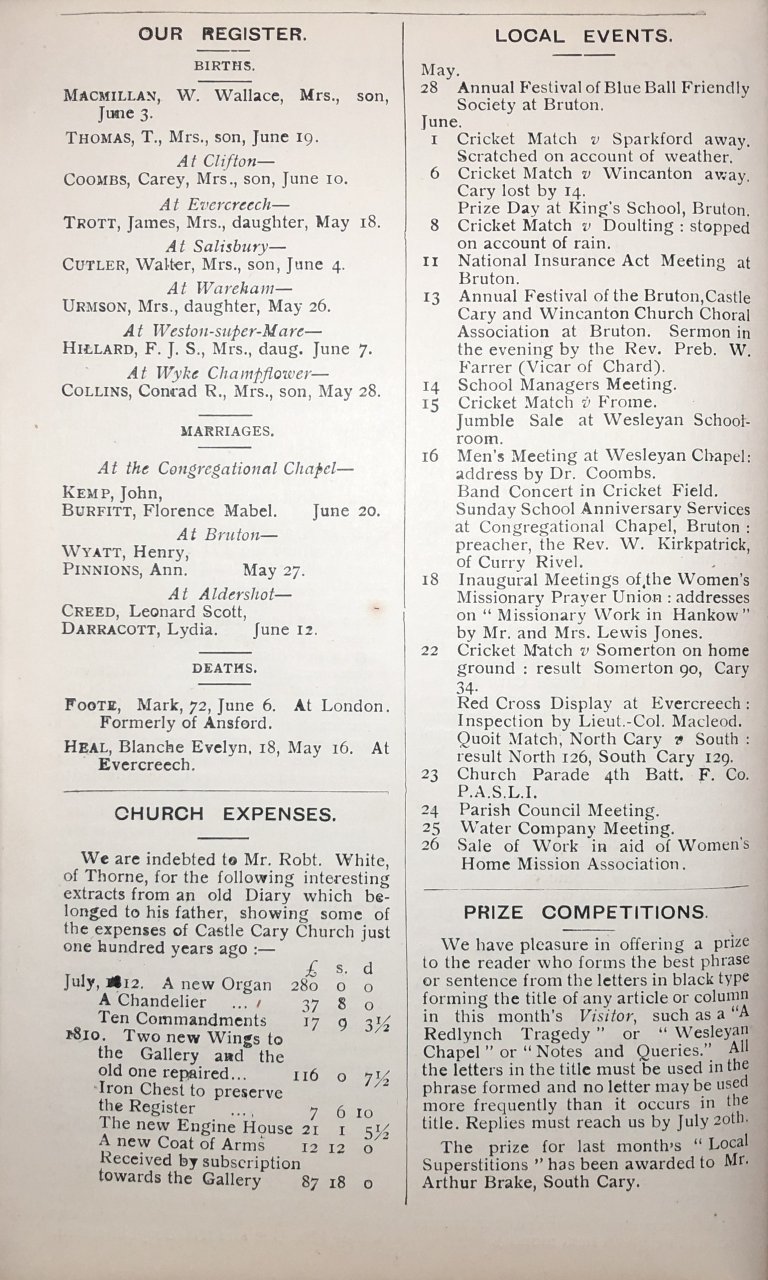 OUR REGISTER.
BIRTHS.
MACMILLAN, W. Wallace, Mrs., son,
June 3.
THOMAS, T., Mrs., son, June 19.
At Clifton—
COOMBS, Carey, Mrs., son, June 10.
At Evercreech—
TROTT, James, Mrs., daughter, May 18.
At Salisbury—
CUTLER, Walter, Mrs., son, June 4.
At Wareham—
URMSON, Mrs., daughter, May 26.
At Weston-super-Mare—
HILLARD, F. J. S., Mrs., daug. June 7.
At Wyke Champflower—
COLLINS, Conrad R., Mrs., son, May 28.
MARRIAGES.
At the Congregational Chapel—
KEMP, John,
BURFITT, Florence Mabel. June 20.
At Bruton—
WYATT, Henry,
PINNIONS, Ann. May 27.
At Aldershot—
CREED, Leonard Scott,
DARRACOTT, Lydia. June 12.
DEATHS.
FOOTE, Mark, 72, June 6. At London.
Formerly of Ansford.
HEAL, Blanche Evelyn, 18, May 16. At
Evercreech.
CHURCH EXPENSES.
We are indebted to Mr. Robt. White,
of Thorne, for the following interesting
extracts from an old Diary which be-
longed to his father, showing some of
the expenses of Castle Cary Church just
one hundred years ago :—
£ s. d
July, 1812. A new Organ 280 0 0
A Chandelier ... 37 8 0
Ten Commandments 17 9 3½
1810. Two new Wings to
the Gallery and the
old one repaired... 116 0 7½
Iron Chest to preserve
the Register .... 7 6 10
The new Engine House 21 1 5½
A new Coat of Arms 12 12 0
Received by subscription
towards the Gallery 87 18 0
LOCAL EVENTS.
May.
28 Annual Festival of Blue Ball Friendly
Society at Bruton.
June.
1 Cricket Match v Sparkford away.
Scratched on account of weather.
6 Cricket Match v Wincanton away.
Cary lost by 14.
Prize Day at King's School, Bruton.
8 Cricket Match v Doulting : stopped
on account of rain.
11 National Insurance Act Meeting at
Bruton.
13 Annual Festival of the Bruton, Castle
Cary and Wincanton Church Choral
Association at Bruton. Sermon in
the evening by the Rev. Preb. W.
Farrer (Vicar of Chard).
14 School Managers Meeting.
15 Cricket Match v Frome.
Jumble Sale at Wesleyan School-
room.
16 Men's Meeting at Wesleyan Chapel:
address by Dr. Coombs.
Band Concert in Cricket Field.
Sunday School Anniversary Services
at Congregational Chapel, Bruton :
preacher, the Rev. W. Kirkpatrick,
of Curry Rivel.
18 Inaugural Meetings of the Women's
Missionary Prayer Union : addresses
on " Missionary Work in Hankow "
by Mr. and Mrs. Lewis Jones.
22 Cricket Match v Somerton on home
ground : result Somerton 90, Cary
34.
Red Cross Display at Evercreech :
Inspection by Lieut.-Col. Macleod.
Quoit Match, North Cary v South :
result North 126, South Cary 129.
23 Church Parade 4th Batt. F. Co.
P.A.S.L.I.
24 Parish Council Meeting.
25 Water Company Meeting.
26 Sale of Work in aid of Women's
Home Mission Association.
PRIZE COMPETITIONS.
We have pleasure in offering a prize
to the reader who forms the best phrase
or sentence from the letters in black type
forming the title of any article or column
in this month's Visitor, such as a "A
Redlynch Tragedy " or " Wesleyan
Chapel " or " Notes and Queries." All
the letters in the title must be used in the
phrase formed and no letter may be used
more frequently than it occurs in the
title. Replies must reach us by July 20th.
The prize for last month's " Local
Superstitions " has been awarded to Mr.
Arthur Brake, South Cary.